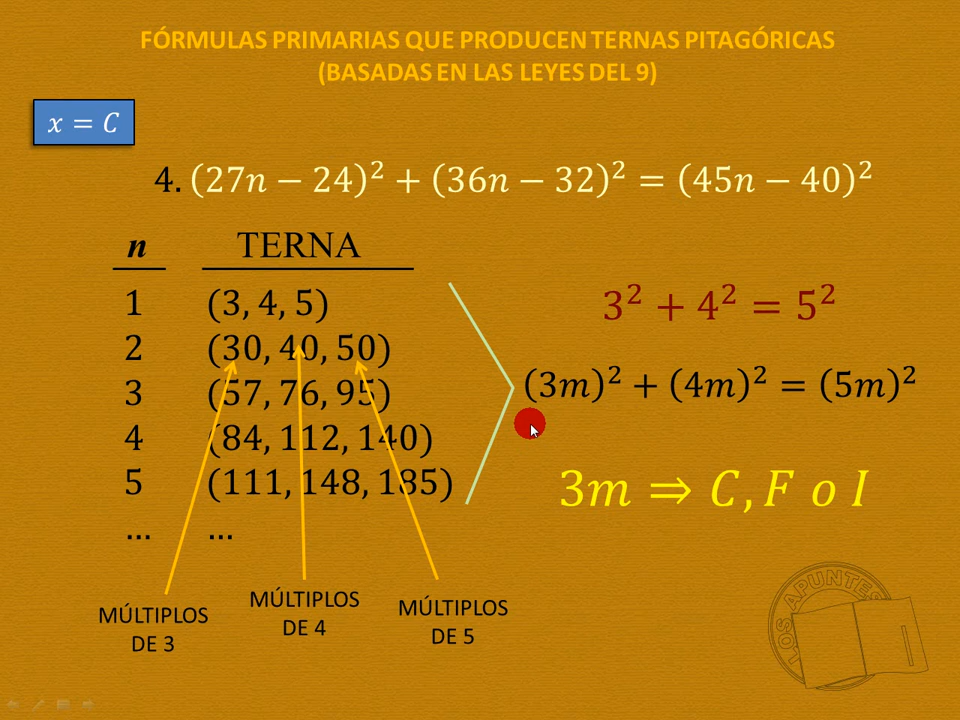 FÓRMULAS PRIMARIAS QUE PRODUCEN TERNAS PITAGÓRICAS
(BASADAS EN LAS LEYES DEL 9)
x = C
4. (27n − 24)² + (36n − 32)² = (45n − 40)²
n TERNA
1 (3, 4, 5)
2 (30, 40, 50)
3 (57, 76, 95)
4 (84, 112, 140)
5 (111, 148, 185)
... ...
3² + 4² = 5²
(3m)² + (4m)² = (5m)²
3m ⇒ C, F o I
MÚLTIPLOS
DE 3
MÚLTIPLOS
DE 4
MÚLTIPLOS
DE 5
LOS APUNTES